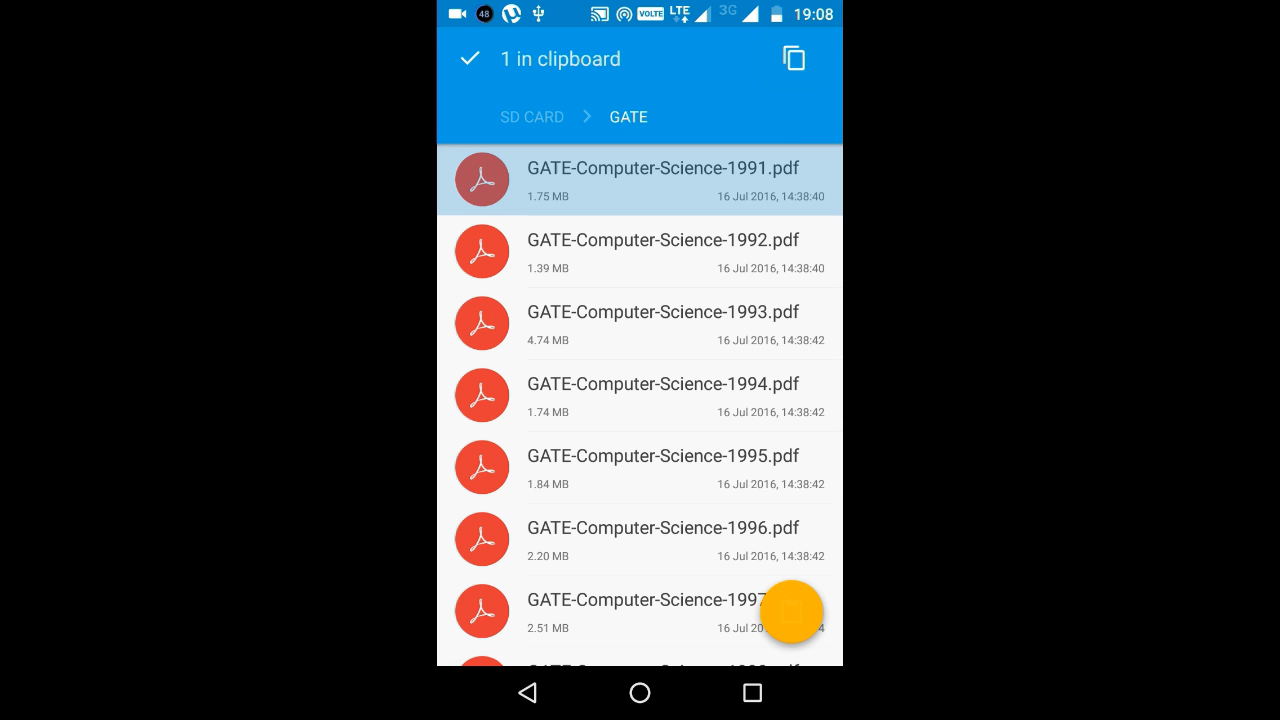 48 VOLTE LTE 3G 19:08
1 in clipboard
SD CARD GATE
GATE-Computer-Science-1991.pdf
1.75 MB 16 Jul 2016, 14:38:40
GATE-Computer-Science-1992.pdf
1.39 MB 16 Jul 2016, 14:38:40
GATE-Computer-Science-1993.pdf
4.74 MB 16 Jul 2016, 14:38:42
GATE-Computer-Science-1994.pdf
1.74 MB 16 Jul 2016, 14:38:42
GATE-Computer-Science-1995.pdf
1.84 MB 16 Jul 2016, 14:38:42
GATE-Computer-Science-1996.pdf
2.20 MB 16 Jul 2016, 14:38:42
GATE-Computer-Science-1997
2.51 MB 16 Jul 20 4